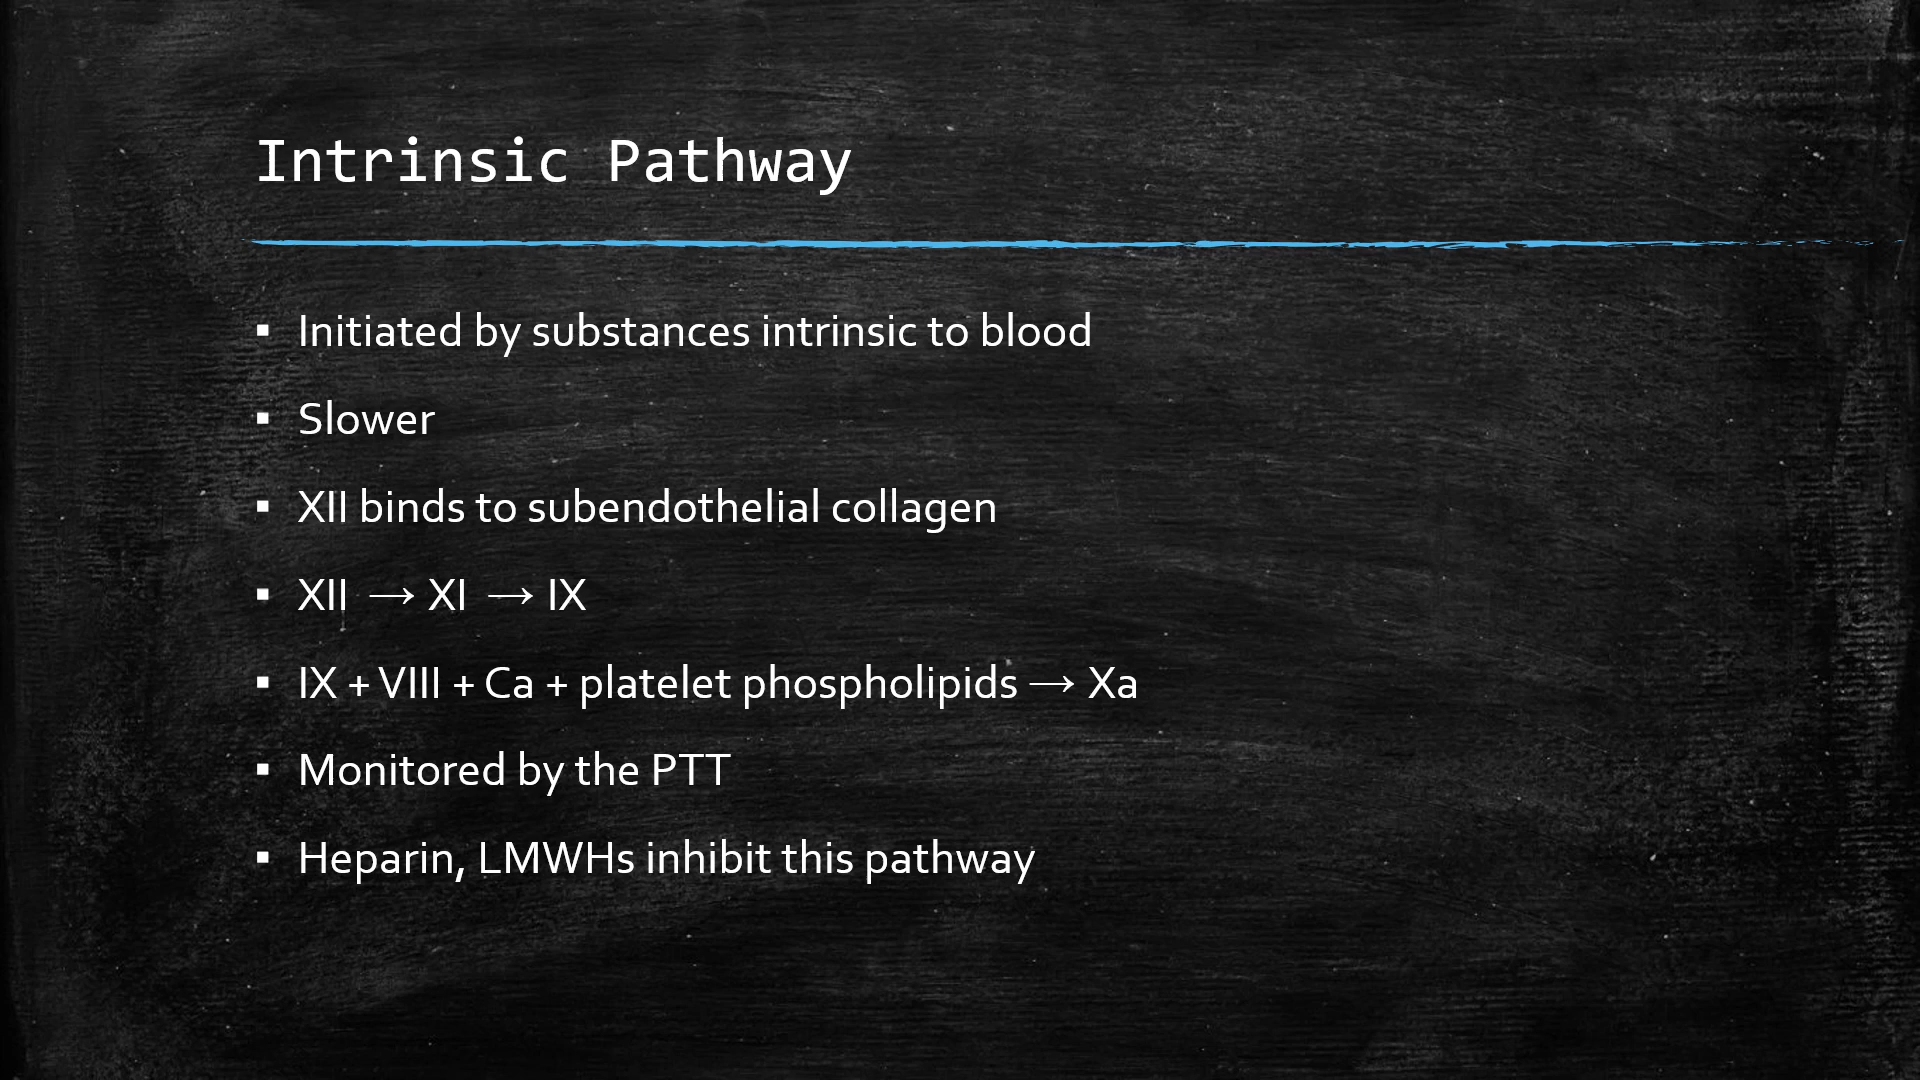 Intrinsic Pathway
▪ Initiated by substances intrinsic to blood
▪ Slower
▪ XII binds to subendothelial collagen
▪ XII → XI → IX
▪ IX + VIII + Ca + platelet phospholipids → Xa
▪ Monitored by the PTT
▪ Heparin, LMWHs inhibit this pathway